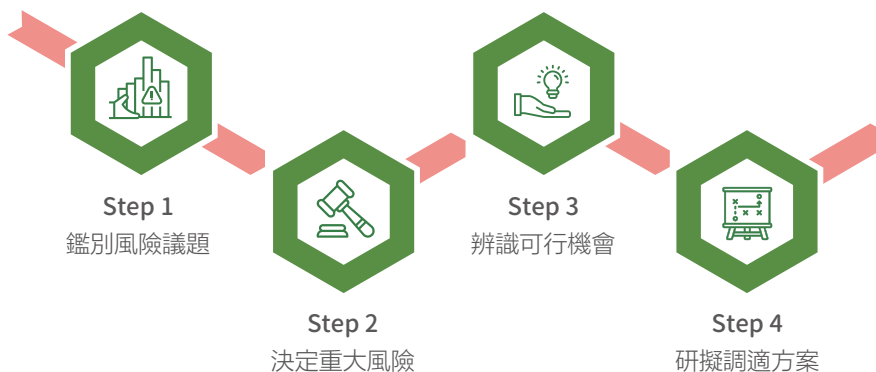 Step 1
鑑別風險議題
Step 2
決定重大風險
Step 3
辨識可行機會
Step 4
研擬調適方案